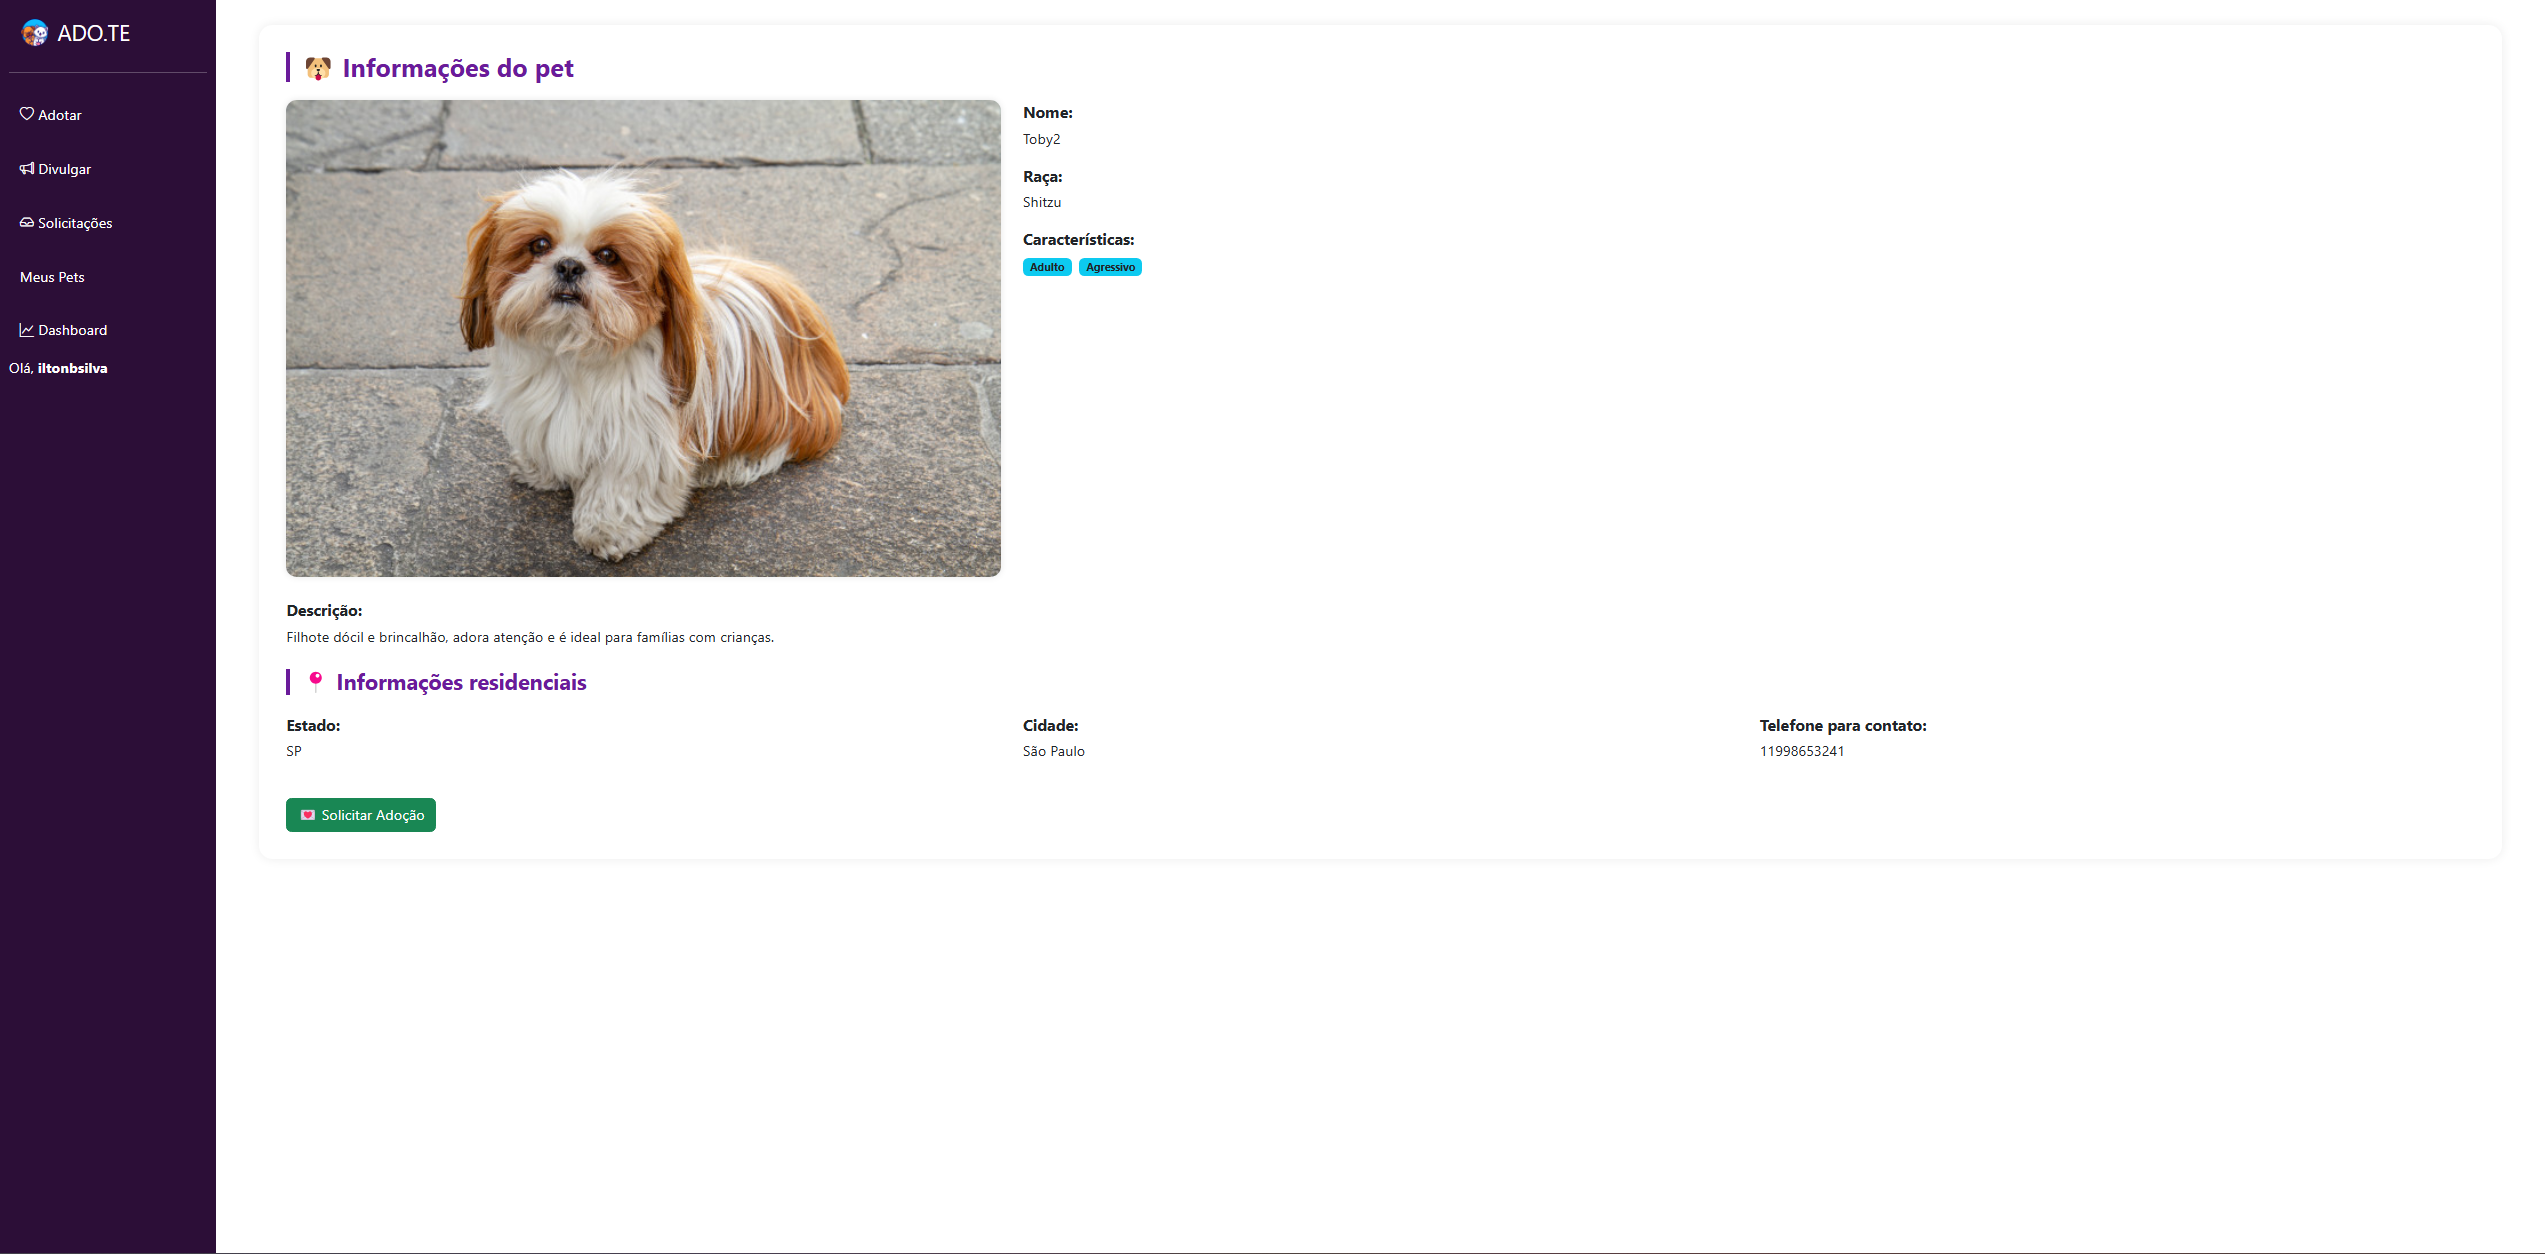 ADO.TE
Adotar
Divulgar
Solicitações
Meus Pets
Dashboard
Olá, iltonbsilva
Informações do pet
Nome:
Toby2
Raça:
Shitzu
Características:
Adulto Agressivo
Descrição:
Filhote dócil e brincalhão, adora atenção e é ideal para famílias com crianças.
Informações residenciais
Estado:
SP
Cidade:
São Paulo
Telefone para contato:
11998653241
Solicitar Adoção